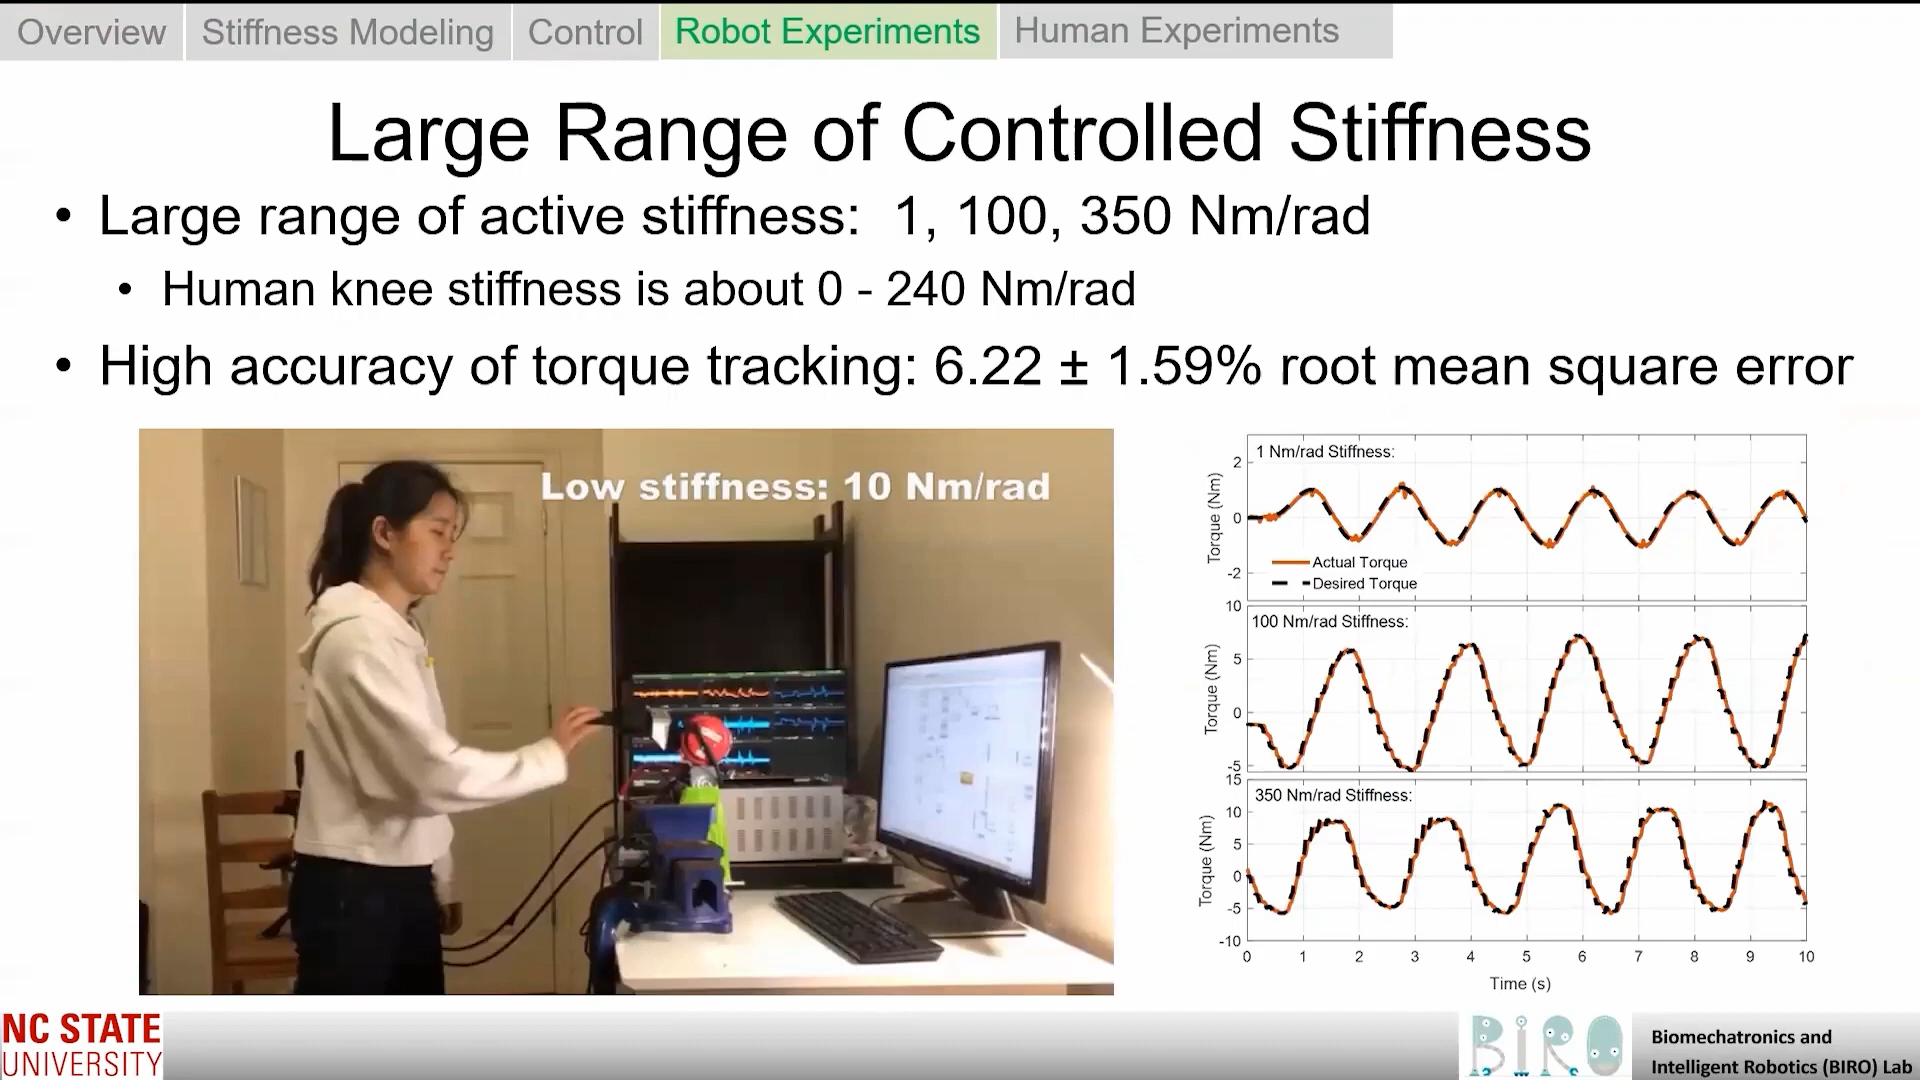 Overview
Stiffness Modeling
Control
Robot Experiments
Human Experiments
Large Range of Controlled Stiffness
• Large range of active stiffness: 1, 100, 350 Nm/rad
• Human knee stiffness is about 0 - 240 Nm/rad
• High accuracy of torque tracking: 6.22 ± 1.59% root mean square error
Low stiffness: 10 Nm/rad
1 Nm/rad Stiffness:
Torque (Nm)
2
0
-2
Actual Torque
Desired Torque
100 Nm/rad Stiffness:
Torque (Nm)
10
5
0
-5
350 Nm/rad Stiffness:
Torque (Nm)
15
10
5
0
-5
-10
0 1 2 3 4 5 6 7 8 9 10
Time (s)
NC STATE
UNIVERSITY
BIRO
Biomechatronics and
Intelligent Robotics (BIRO) Lab